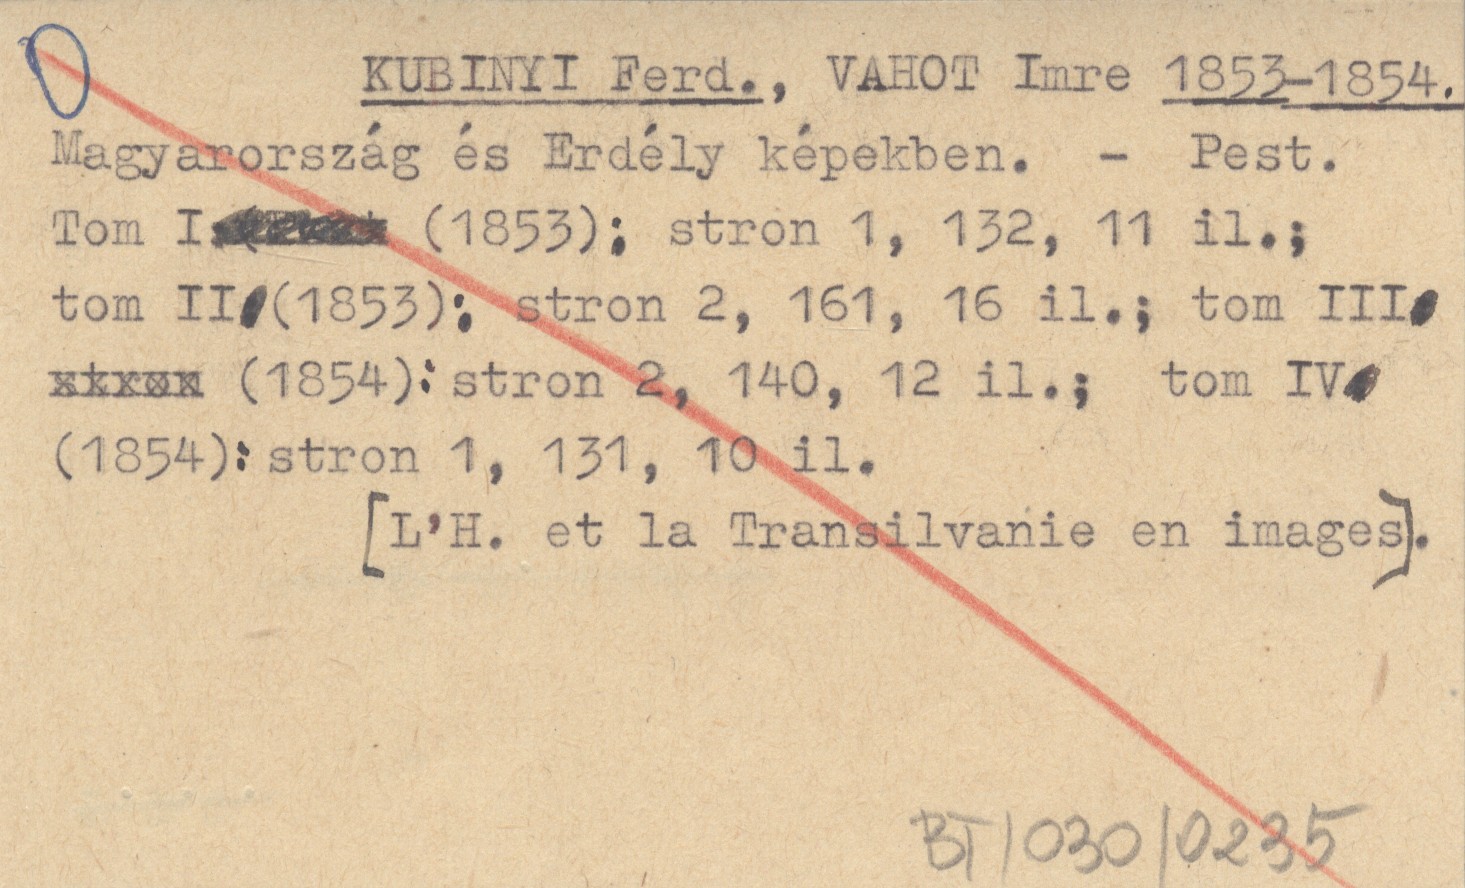 KUBINYI Ferd., VAHOT Imre 1853-1854.
Magyarország és Erdély képekben. - Pest.
Tom I. (1853): stron 1, 132, 11 il.;
tom II (1853): stron 2, 161, 16 il.; tom III
(1854): stron 2, 140, 12 il.; tom IV
(1854): stron 1, 131, 10 il.
[L'H. et la Transilvanie en images].
BT/030/0235